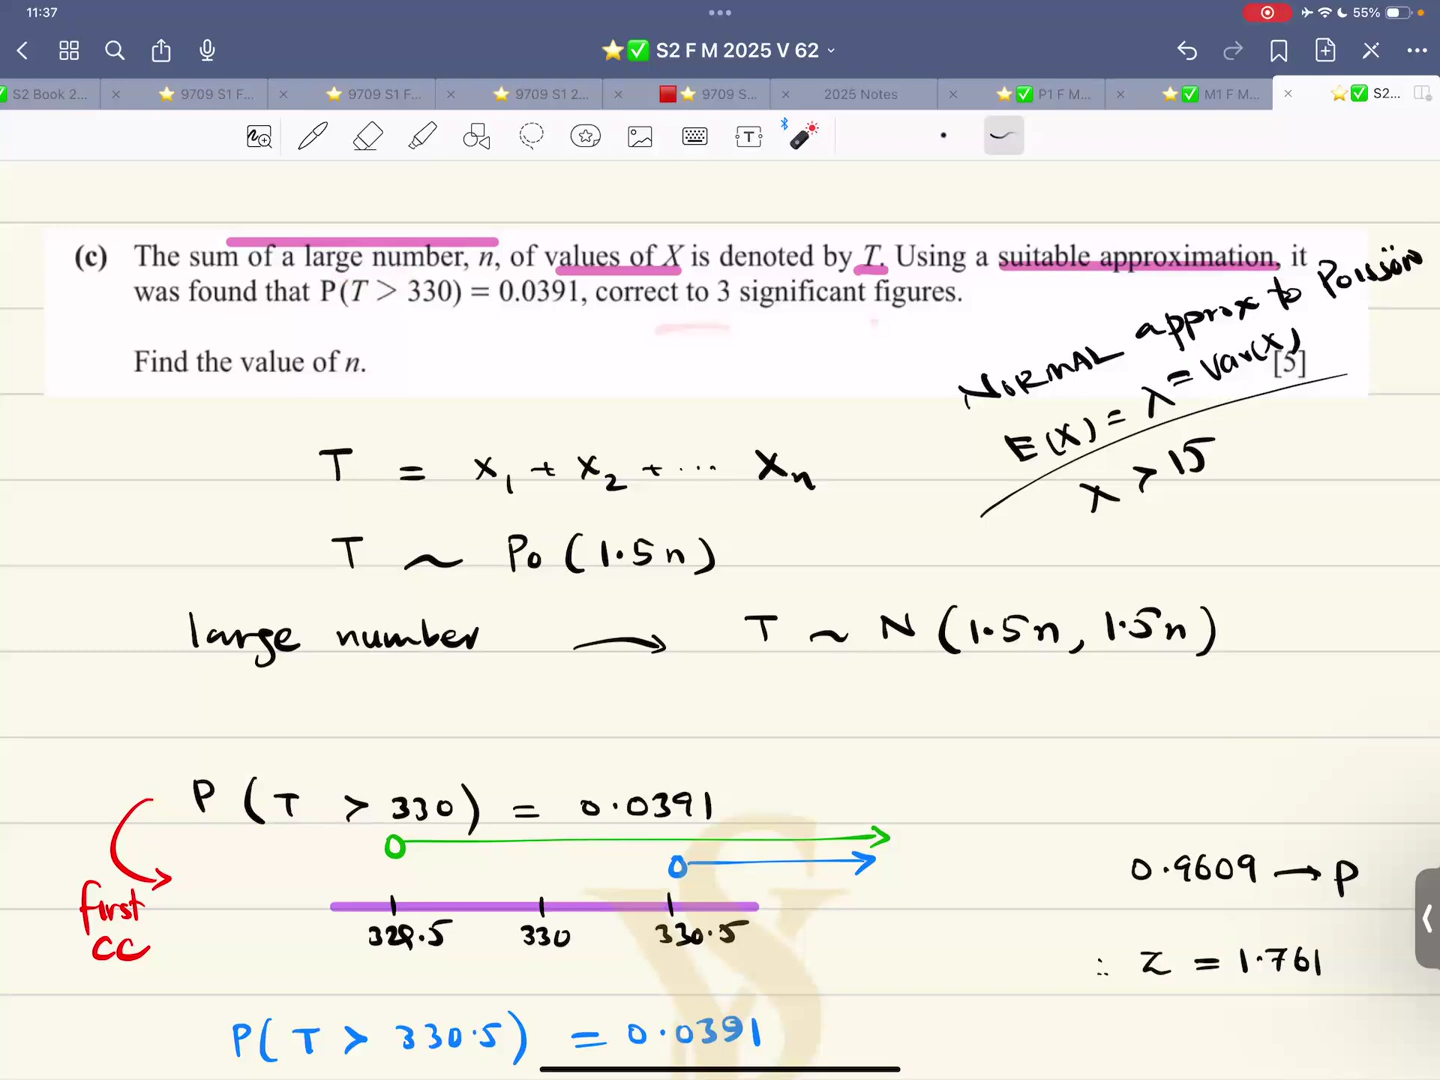 11:37
55%
S2 F M 2025 V 62
S2 Book 2...
9709 S1 F...
9709 S1 F...
9709 S1 2...
9709 S...
2025 Notes
P1 F M...
M1 F M...
S2...
(c) The sum of a large number, n, of values of X is denoted by T. Using a suitable approximation, it
was found that P(T > 330) = 0.0391, correct to 3 significant figures.
Find the value of n.
[5]
NORMAL approx to Poisson
E(X) = λ = Var(X)
λ > 15
T = X₁ + X₂ + ... Xₙ
T ~ Po (1.5n)
large number → T ~ N (1.5n, 1.5n)
P (T > 330) = 0.0391
first
cc
329.5 330 330.5
0.9609 → P
∴ Z = 1.761
P(T > 330.5) = 0.0391